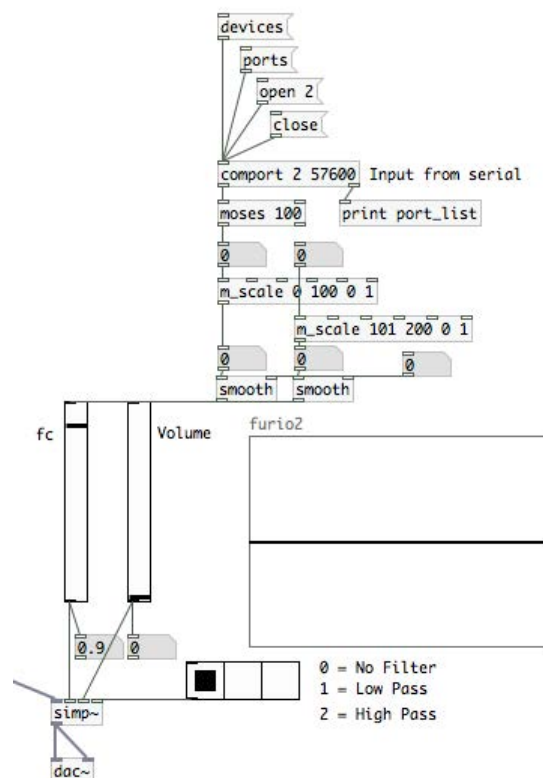 devices
ports
open 2
close
comport 2 57600 Input from serial
moses 100 print port_list
0 0
m_scale 0 100 0 1
m_scale 101 200 0 1
0 0 0
smooth smooth
fc Volume furio2
0.9 0
0 = No Filter
1 = Low Pass
2 = High Pass
simp~
dac~